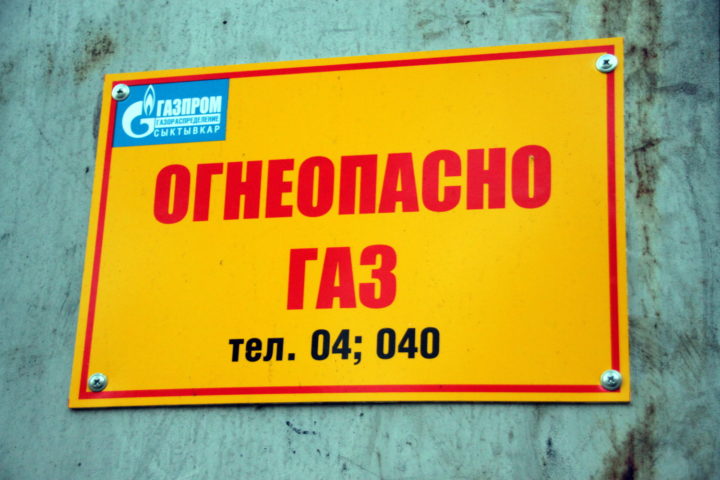 ГАЗПРОМ
ГАЗОРАСПРЕДЕЛЕНИЕ
СЫКТЫВКАР
ОГНЕОПАСНО
ГАЗ
тел. 04; 040